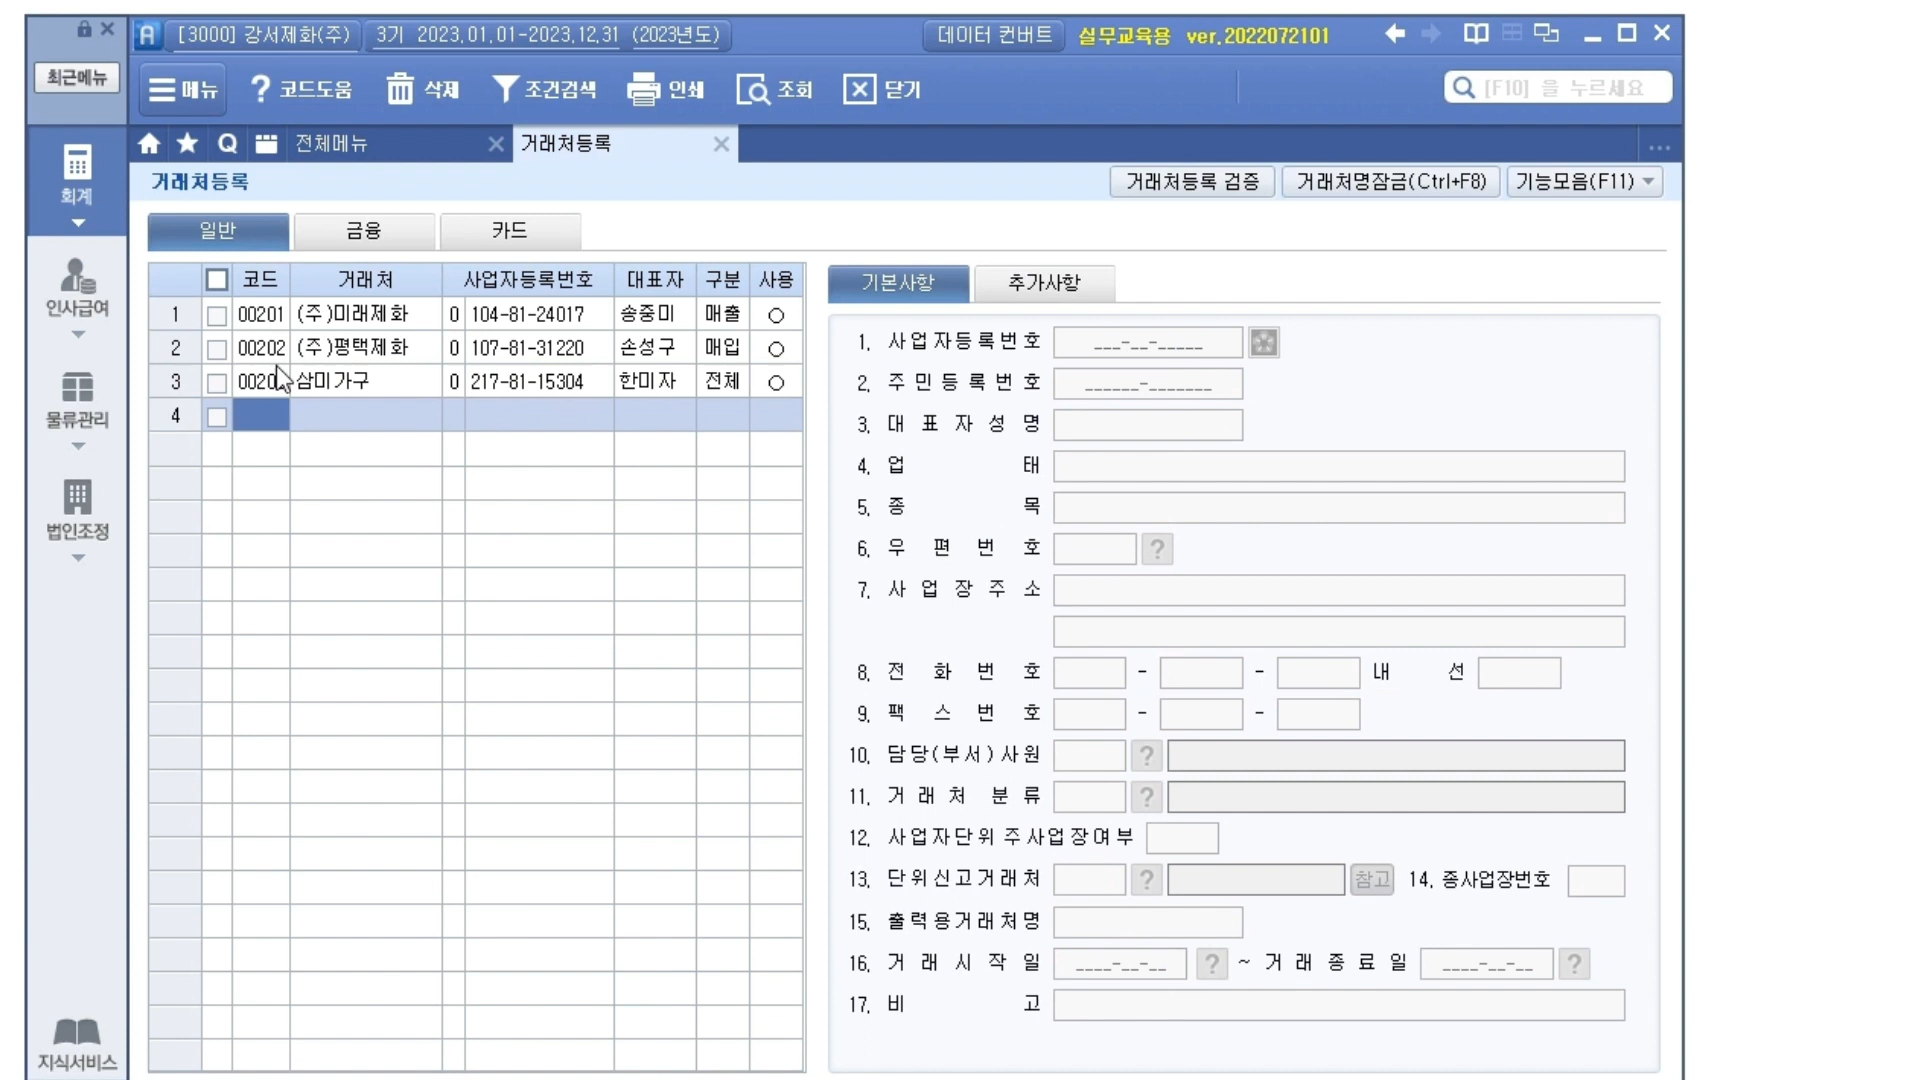 [3000] 강서제화(주) 3기 2023.01.01-2023.12.31 (2023년도) 데이터 컨버트 실무교육용 ver.2022072101
최근메뉴
메뉴 ? 코드도움 삭제 조건검색 인쇄 조회 닫기 [F10] 을 누르세요
전체메뉴 거래처등록 ...
거래처등록 거래처등록 검증 거래처명잠금(Ctrl+F8) 기능모음(F11)
회계
인사급여
물류관리
법인조정
지식서비스
일반 금융 카드
코드 거래처 사업자등록번호 대표자 구분 사용
1 00201 (주)미래제화 0 104-81-24017 송중미 매출 ○
2 00202 (주)평택제화 0 107-81-31220 손성구 매입 ○
3 0020 삼미가구 0 217-81-15304 한미자 전체 ○
4
기본사항 추가사항
1. 사업자등록번호 ___-__-_____
2. 주민등록번호 ______-_______
3. 대표자성명
4. 업태
5. 종목
6. 우편번호 ?
7. 사업장주소
8. 전화번호 - - 내선
9. 팩스번호 - -
10. 담당(부서)사원 ?
11. 거래처 분류 ?
12. 사업자단위 주사업장여부
13. 단위신고거래처 ? 참고 14. 종사업장번호
15. 출력용거래처명
16. 거래시작일 ____-__-__ ? ~ 거래종료일 ____-__-__ ?
17. 비고